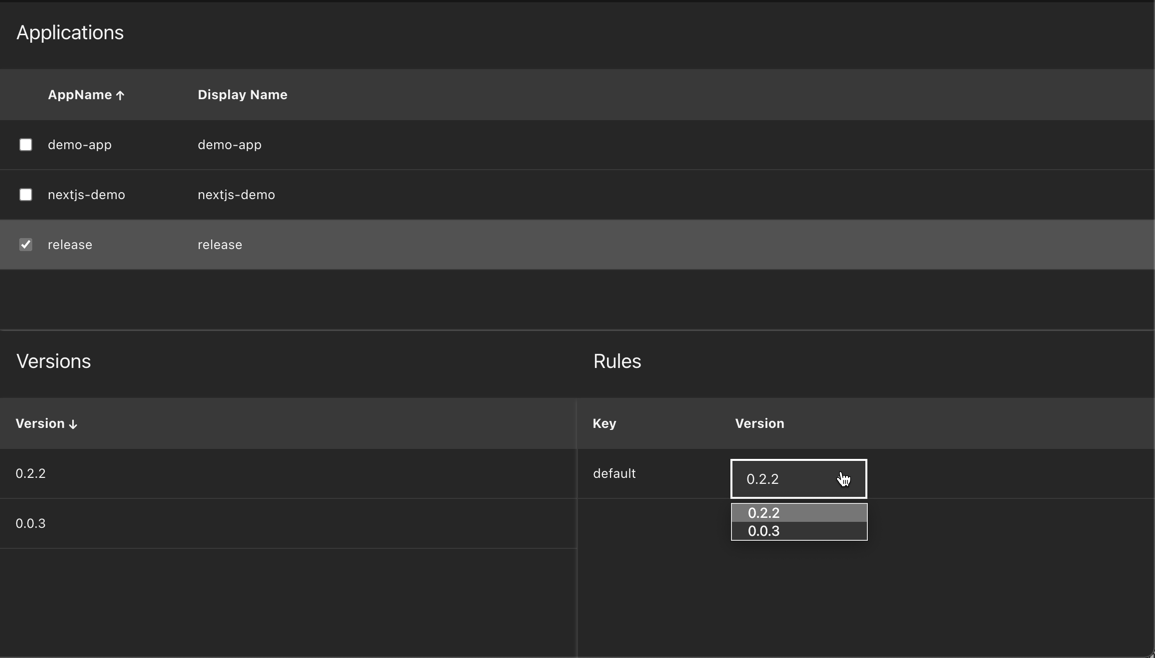 Applications
AppName ↑ Display Name
demo-app demo-app
nextjs-demo nextjs-demo
release release
Versions
Version ↓
0.2.2
0.0.3
Rules
Key Version
default 0.2.2
0.2.2
0.0.3